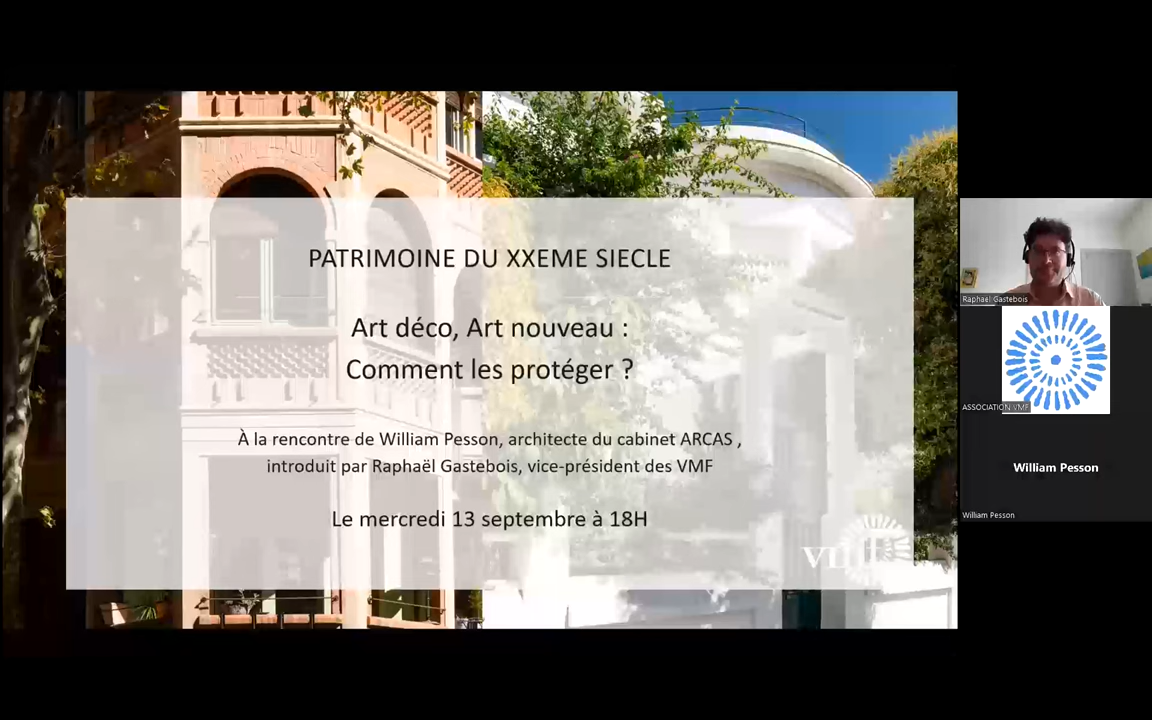 PATRIMOINE DU XXEME SIECLE
Art déco, Art nouveau :
Comment les protéger ?
À la rencontre de William Pesson, architecte du cabinet ARCAS ,
introduit par Raphaël Gastebois, vice-président des VMF
Le mercredi 13 septembre à 18H
Raphaël Gastebois
ASSOCIATION VMF
William Pesson
William Pesson